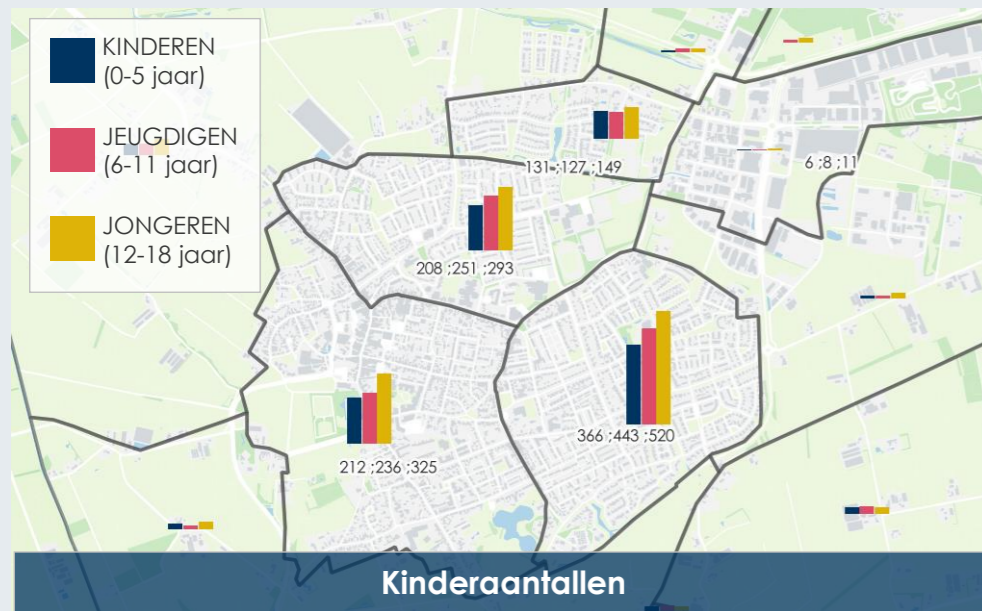 KINDEREN
(0-5 jaar)
JEUGDIGEN
(6-11 jaar)
JONGEREN
(12-18 jaar)
131 ;127 ;149
6 ;8 ;11
208 ;251 ;293
366 ;443 ;520
212 ;236 ;325
Kinderaantallen